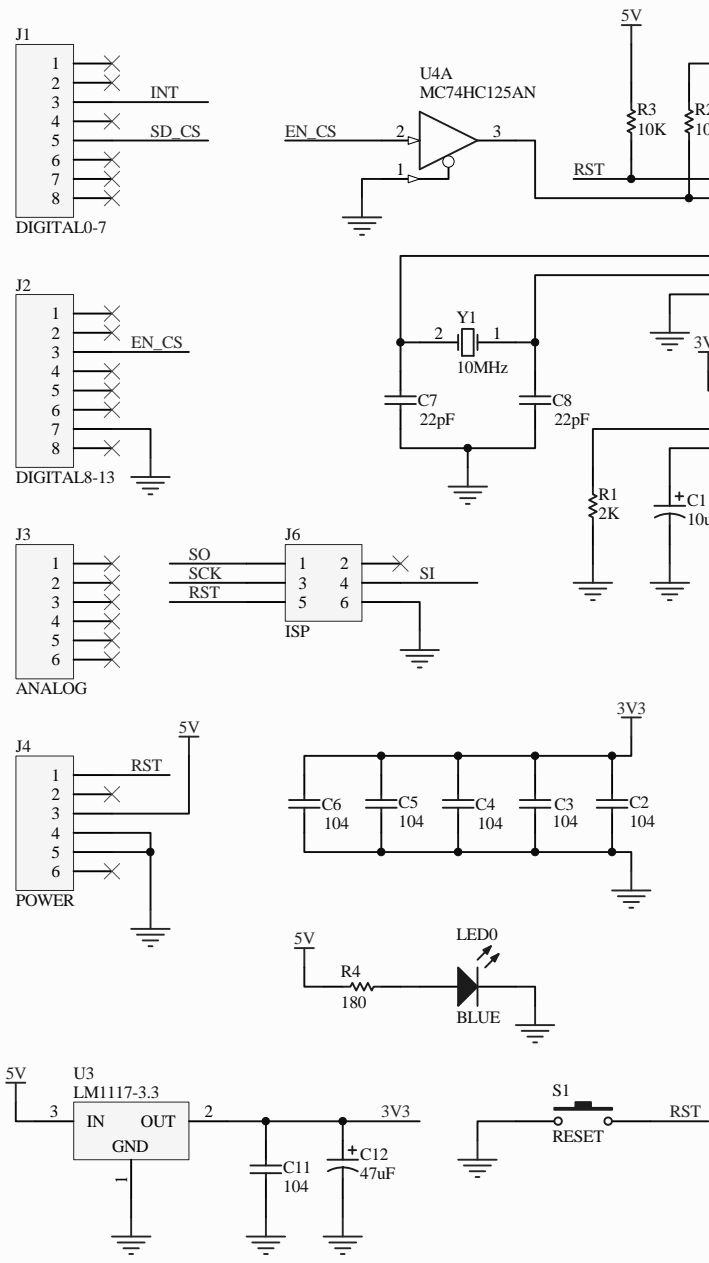 J1
1
2
3 INT
4
5 SD_CS
6
7
8
DIGITAL0-7
U4A
MC74HC125AN
EN_CS 2 3
1
5V
R3
10K
RST
J2
1
2
3 EN_CS
4
5
6
7
8
DIGITAL8-13
Y1
2 1
10MHz
C7
22pF
C8
22pF
R1
2K
+ C1
J3
1
2
3
4
5
6
ANALOG
J6
SO 1 2
SCK 3 4 SI
RST 5 6
ISP
J4
5V
1 RST
2
3
4
5
6
POWER
3V3
C6 C5 C4 C3 C2
104 104 104 104 104
5V
R4
180
LED0
BLUE
5V
U3
LM1117-3.3
3 IN OUT 2 3V3
GND
1
C11
104
+ C12
47uF
S1
RESET
RST